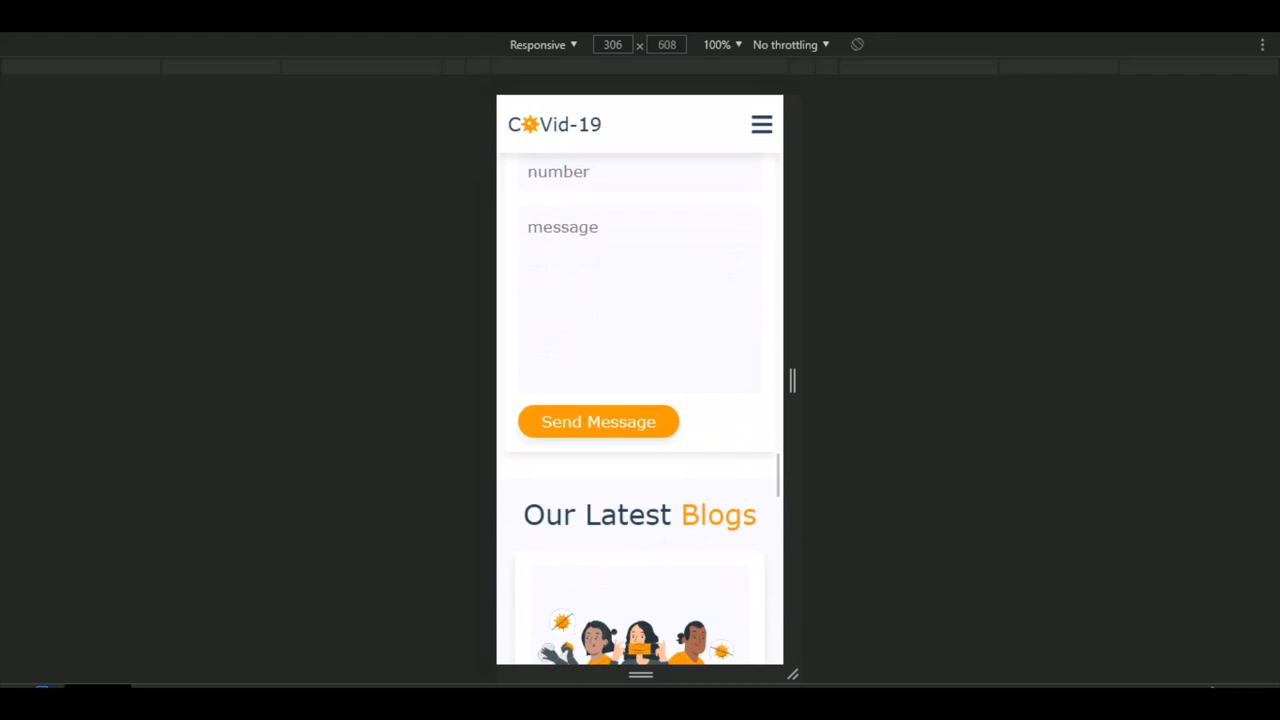 Responsive ▼ 306 × 608 100% ▼ No throttling ▼
C Vid-19
number
message
Send Message
Our Latest Blogs